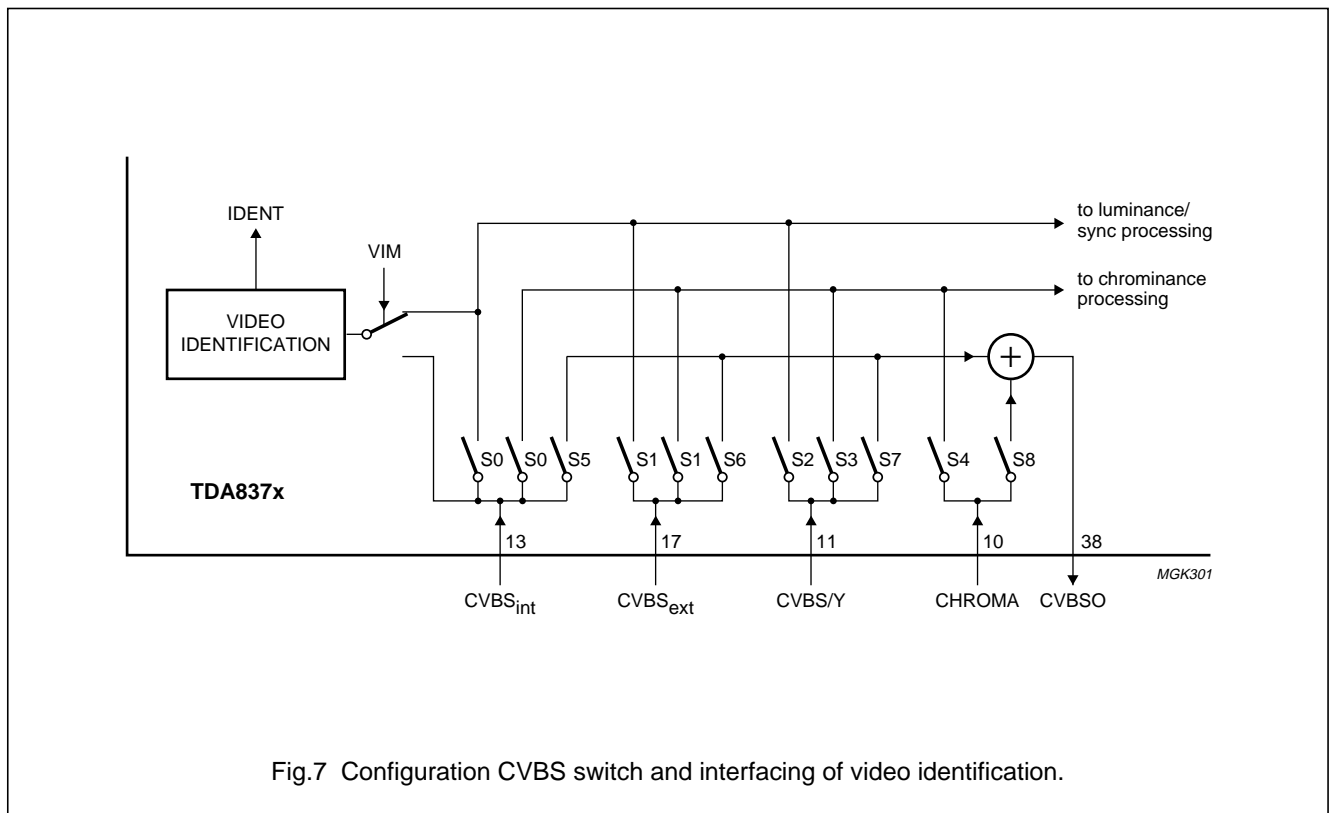 IDENT
VIM
to luminance/
sync processing
to chrominance
processing
VIDEO
IDENTIFICATION
+
S0 S0 S5 S1 S1 S6 S2 S3 S7 S4 S8
TDA837x
13 17 11 10 38
MGK301
CVBSint CVBSext CVBS/Y CHROMA CVBSO
Fig.7 Configuration CVBS switch and interfacing of video identification.